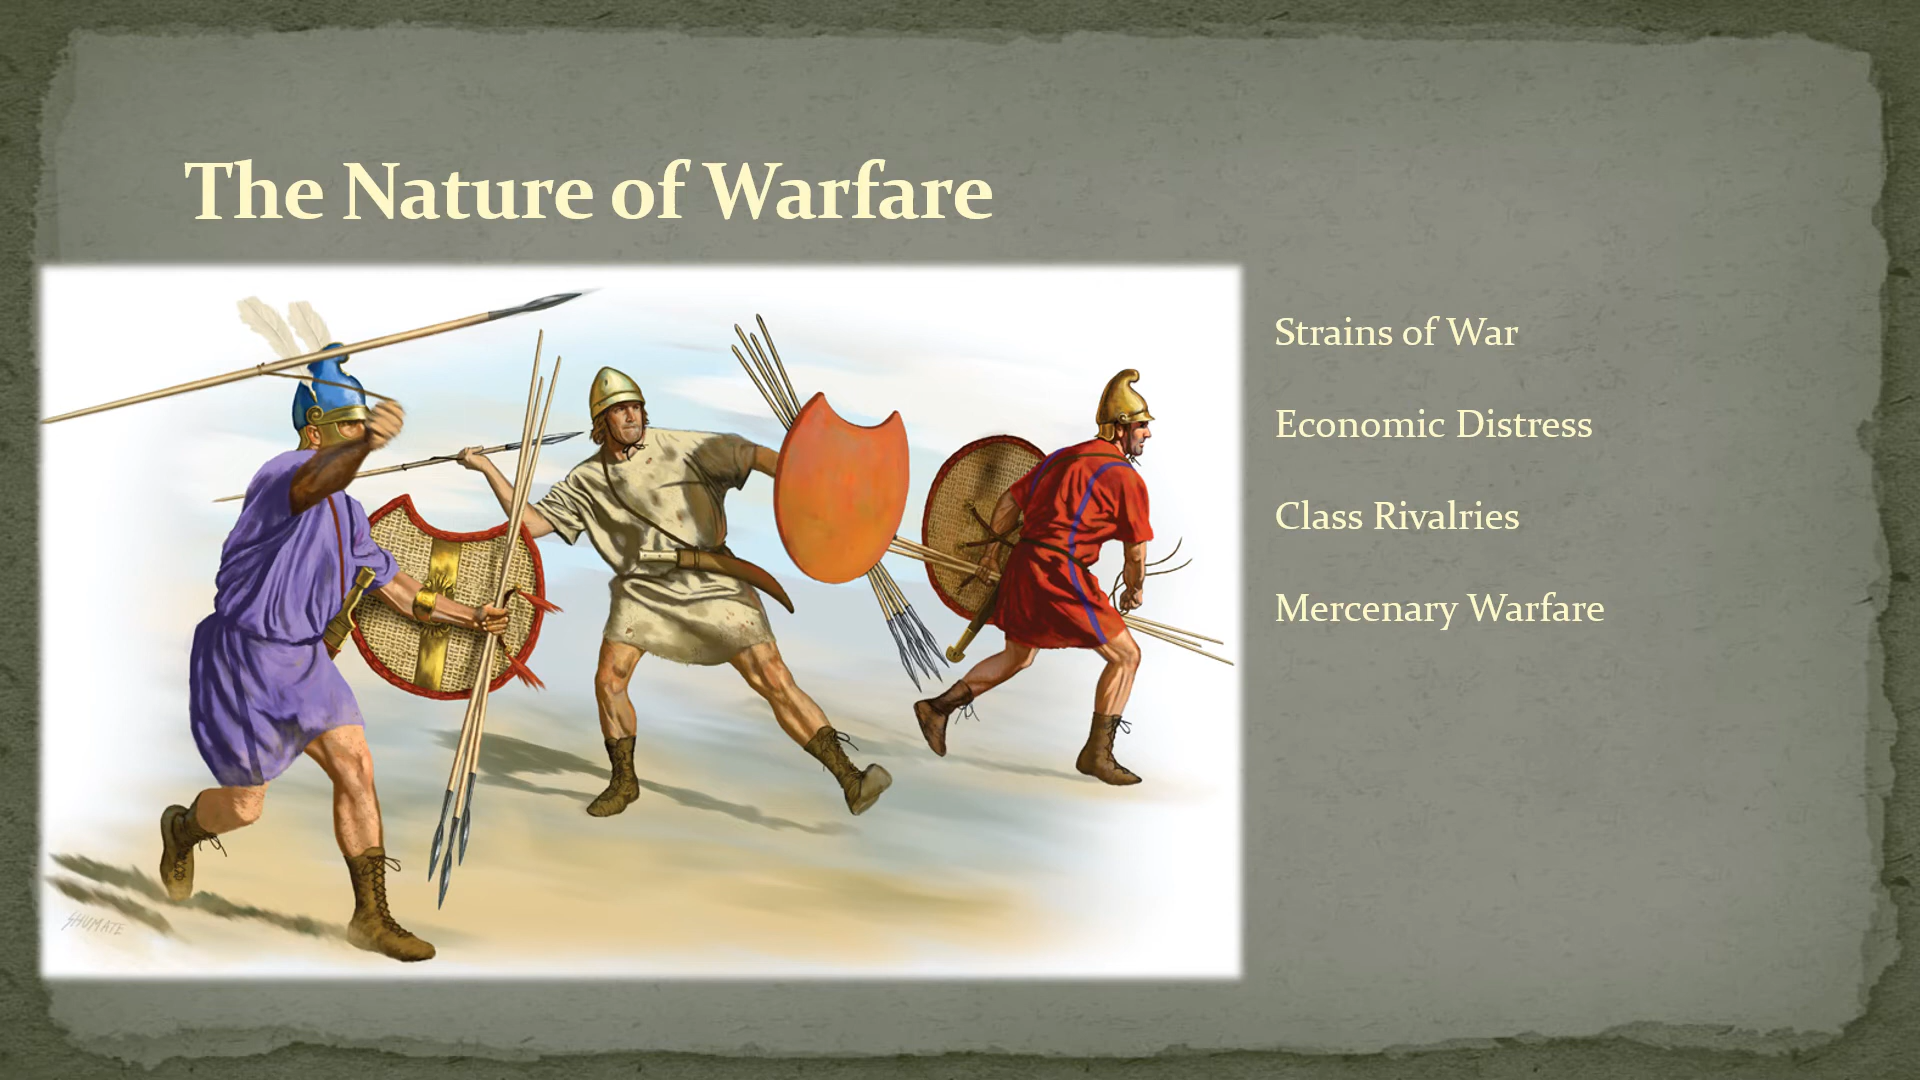 The Nature of Warfare
Strains of War
Economic Distress
Class Rivalries
Mercenary Warfare
SHUMATE